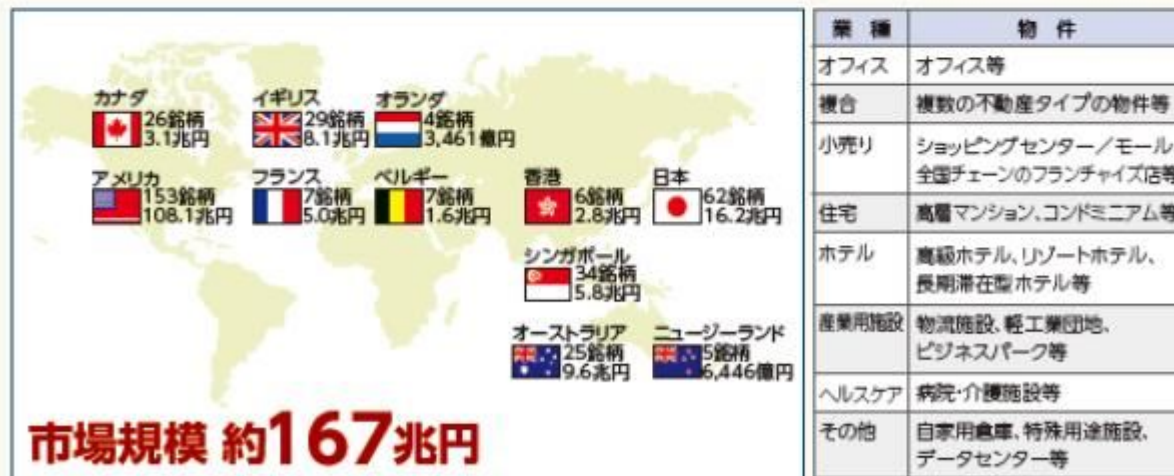 カナダ
26銘柄
3.1兆円
イギリス
29銘柄
8.1兆円
オランダ
4銘柄
3,461億円
アメリカ
153銘柄
108.1兆円
フランス
7銘柄
5.0兆円
ベルギー
7銘柄
1.6兆円
香港
6銘柄
2.8兆円
日本
62銘柄
16.2兆円
シンガポール
34銘柄
5.8兆円
オーストラリア
25銘柄
9.6兆円
ニュージーランド
5銘柄
6,446億円
市場規模 約167兆円
業 種 物 件
オフィス オフィス等
複合 複数の不動産タイプの物件等
小売り ショッピングセンター/モール
全国チェーンのフランチャイズ店等
住宅 高層マンション、コンドミニアム等
ホテル 高級ホテル、リゾートホテル、
長期滞在型ホテル等
産業用施設 物流施設、軽工業団地、
ビジネスパーク等
ヘルスケア 病院・介護施設等
その他 自家用倉庫、特殊用途施設、
データセンター等